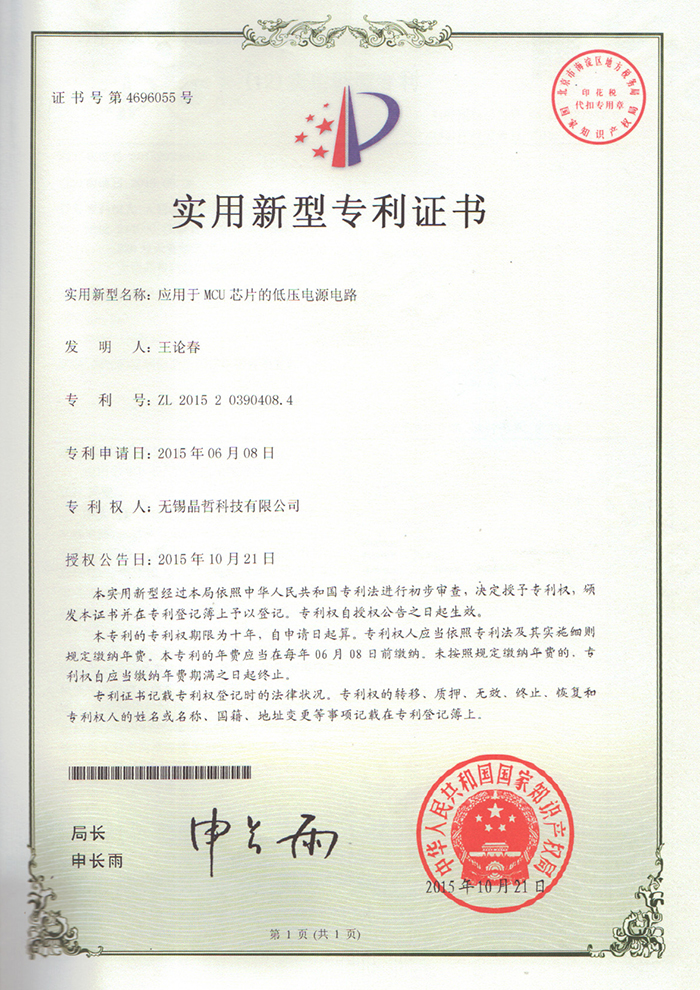 证书号第4696055号
北京市海淀区地方税务局
印花税
代扣专用章
国家知识产权局
实用新型专利证书
实用新型名称：应用于MCU芯片的低压电源电路
发明人：王论春
专利号：ZL 2015 2 0390408.4
专利申请日：2015年06月08日
专利权人：无锡晶哲科技有限公司
授权公告日：2015年10月21日
本实用新型经过本局依照中华人民共和国专利法进行初步审查，决定授予专利权，颁
发本证书并在专利登记簿上予以登记。专利权自授权公告之日起生效。
本专利的专利权期限为十年，自申请日起算。专利权人应当依照专利法及其实施细则
规定缴纳年费。本专利的年费应当在每年06月08日前缴纳。未按照规定缴纳年费的，专
利权自应当缴纳年费期满之日起终止。
专利证书记载专利权登记时的法律状况。专利权的转移、质押、无效、终止、恢复和
专利权人的姓名或名称、国籍、地址变更等事项记载在专利登记簿上。
局长
申长雨
申长雨
中华人民共和国国家知识产权局
2015年10月21日
第1页(共1页)